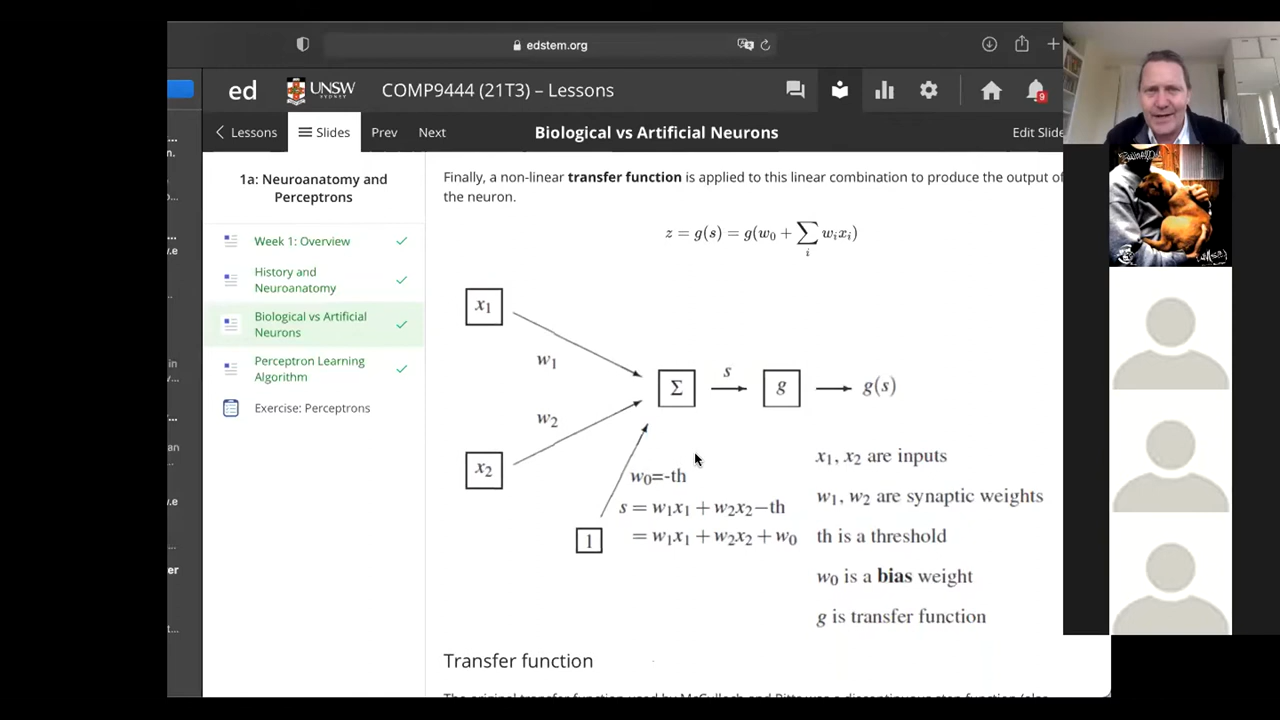 edstem.org
ed UNSW SYDNEY COMP9444 (21T3) – Lessons 9
Lessons Slides Prev Next Biological vs Artificial Neurons Edit Slide
1a: Neuroanatomy and
Perceptrons
Week 1: Overview
History and
Neuroanatomy
Biological vs Artificial
Neurons
Perceptron Learning
Algorithm
Exercise: Perceptrons
Finally, a non-linear transfer function is applied to this linear combination to produce the output of
the neuron.
z = g(s) = g(w₀ + ∑ᵢ wᵢxᵢ)
x₁
w₁
Σ s g g(s)
w₂
x₂
1
w₀=-th
s = w₁x₁ + w₂x₂−th
= w₁x₁ + w₂x₂ + w₀
x₁, x₂ are inputs
w₁, w₂ are synaptic weights
th is a threshold
w₀ is a bias weight
g is transfer function
Transfer function